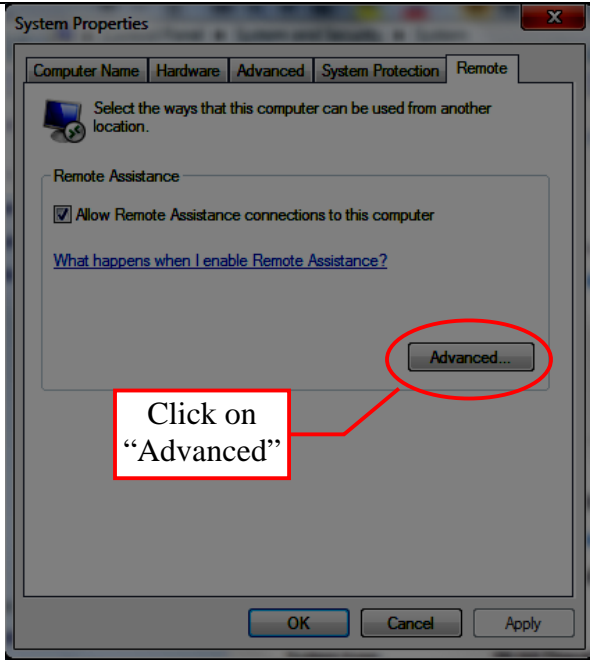 System Properties
Computer Name Hardware Advanced System Protection Remote
Select the ways that this computer can be used from another
location.
Remote Assistance
Allow Remote Assistance connections to this computer
What happens when I enable Remote Assistance?
Advanced...
Click on
“Advanced”
OK Cancel Apply